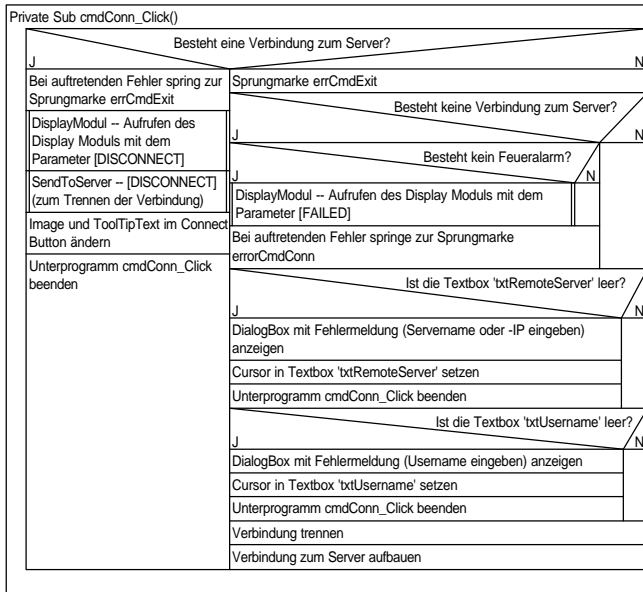 Private Sub cmdConn_Click()
Besteht eine Verbindung zum Server?
J
N
Bei auftretenden Fehler spring zur
Sprungmarke errCmdExit
DisplayModul -- Aufrufen des
Display Moduls mit dem
Parameter [DISCONNECT]
SendToServer -- [DISCONNECT]
(zum Trennen der Verbindung)
Image und ToolTipText im Connect
Button ändern
Unterprogramm cmdConn_Click
beenden
Sprungmarke errCmdExit
Besteht keine Verbindung zum Server?
J
N
Besteht kein Feueralarm?
J
N
DisplayModul -- Aufrufen des Display Moduls mit dem
Parameter [FAILED]
Bei auftretenden Fehler springe zur Sprungmarke
errorCmdConn
Ist die Textbox 'txtRemoteServer' leer?
J
N
DialogBox mit Fehlermeldung (Servername oder -IP eingeben)
anzeigen
Cursor in Textbox 'txtRemoteServer' setzen
Unterprogramm cmdConn_Click beenden
Ist die Textbox 'txtUsername' leer?
J
N
DialogBox mit Fehlermeldung (Username eingeben) anzeigen
Cursor in Textbox 'txtUsername' setzen
Unterprogramm cmdConn_Click beenden
Verbindung trennen
Verbindung zum Server aufbauen